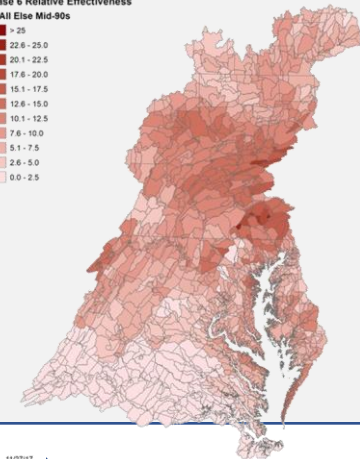 se 6 Relative Effectiveness
All Else Mid-90s
> 25
22.6 - 25.0
20.1 - 22.5
17.6 - 20.0
15.1 - 17.5
12.6 - 15.0
10.1 - 12.5
7.6 - 10.0
5.1 - 7.5
2.6 - 5.0
0.0 - 2.5